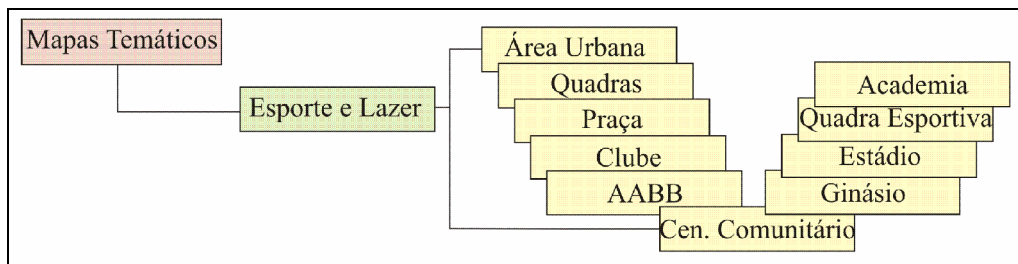 Mapas Temáticos
Esporte e Lazer
Área Urbana
Quadras
Praça
Clube
AABB
Cen. Comunitário
Academia
Quadra Esportiva
Estádio
Ginásio